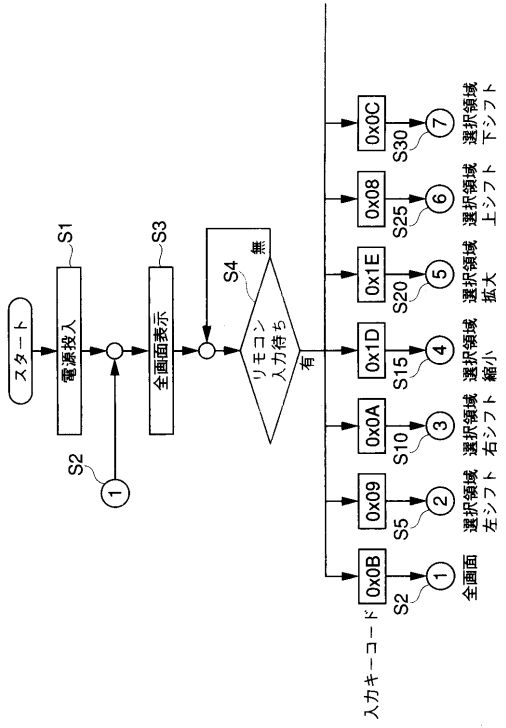 スタート
電源投入
S1
S2
1
全画面表示
S3
リモコン
入力待ち
S4
無
有
入力キーコード
0x0B
0x09
0x0A
0x1D
0x1E
0x08
0x0C
S2
S5
S10
S15
S20
S25
S30
1
2
3
4
5
6
7
全画面
選択領域
左シフト
選択領域
右シフト
選択領域
縮小
選択領域
拡大
選択領域
上シフト
選択領域
下シフト